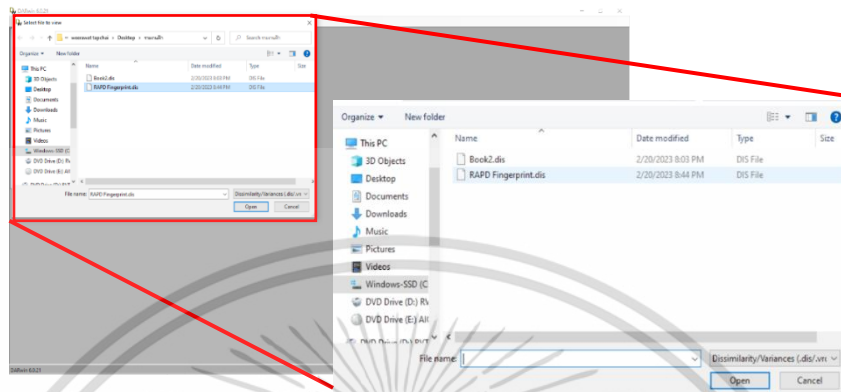 DARwin 6.0.21
Select file to view
Desktop
Search
Organize
New folder
Name
Date modified
Type
Size
This PC
3D Objects
Desktop
Documents
Downloads
Music
Pictures
Videos
Windows-SSD (C
DVD Drive (D:) RV
DVD Drive (E:) AI
Book2.dis
2/20/2023 8:03 PM
DIS File
RAPD Fingerprint.dis
2/20/2023 8:44 PM
DIS File
File name:
RAPD Fingerprint.dis
Dissimilarity/Variances (.dis/.vrc
Open
Cancel
DARwin 6.0.21
Organize
New folder
Name
Date modified
Type
Size
This PC
3D Objects
Desktop
Documents
Downloads
Music
Pictures
Videos
Windows-SSD (C
DVD Drive (D:) RV
DVD Drive (E:) AI
Book2.dis
2/20/2023 8:03 PM
DIS File
RAPD Fingerprint.dis
2/20/2023 8:44 PM
DIS File
File name:
Dissimilarity/Variances (.dis/.vrc
Open
Cancel